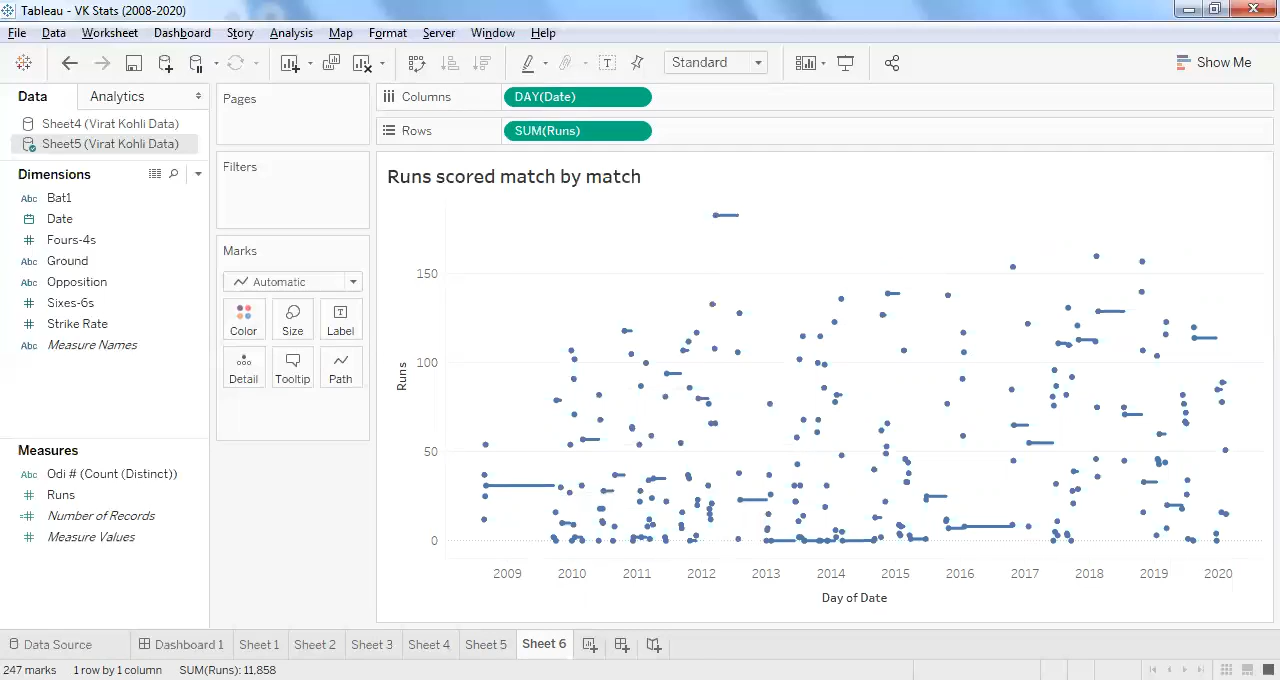 Tableau - VK Stats (2008-2020)
File Data Worksheet Dashboard Story Analysis Map Format Server Window Help
Standard
Show Me
Data Analytics
Sheet4 (Virat Kohli Data)
Sheet5 (Virat Kohli Data)
Dimensions
Abc Bat1
Date
Fours-4s
Abc Ground
Abc Opposition
Sixes-6s
Strike Rate
Abc Measure Names
Measures
Abc Odi # (Count (Distinct))
Runs
Number of Records
Measure Values
Pages
Filters
Marks
Automatic
Color Size Label
Detail Tooltip Path
Columns DAY(Date)
Rows SUM(Runs)
Runs scored match by match
150
100
50
0
Runs
2009 2010 2011 2012 2013 2014 2015 2016 2017 2018 2019 2020
Day of Date
Data Source Dashboard 1 Sheet 1 Sheet 2 Sheet 3 Sheet 4 Sheet 5 Sheet 6
247 marks 1 row by 1 column SUM(Runs): 11,858